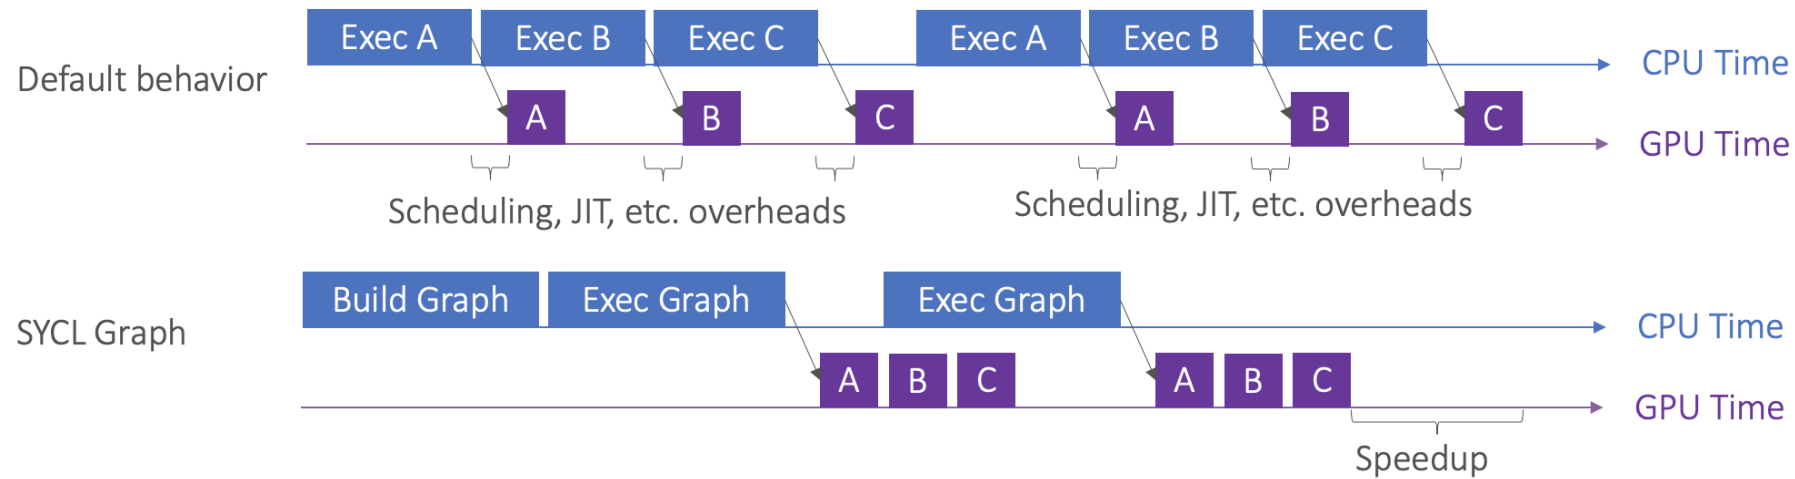 Exec A Exec B Exec C Exec A Exec B Exec C
CPU Time
Default behavior
A B C A B C
GPU Time
Scheduling, JIT, etc. overheads Scheduling, JIT, etc. overheads
Build Graph Exec Graph Exec Graph
CPU Time
SYCL Graph
A B C A B C
GPU Time
Speedup